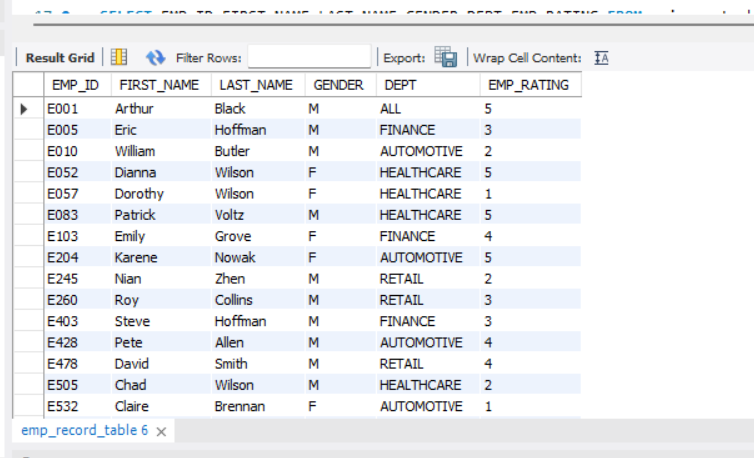 SELECT EMP_ID,FIRST_NAME,LAST_NAME,GENDER,DEPT,EMP_RATING FROM
Result Grid Filter Rows: Export: Wrap Cell Content:
EMP_ID FIRST_NAME LAST_NAME GENDER DEPT EMP_RATING
E001 Arthur Black M ALL 5
E005 Eric Hoffman M FINANCE 3
E010 William Butler M AUTOMOTIVE 2
E052 Dianna Wilson F HEALTHCARE 5
E057 Dorothy Wilson F HEALTHCARE 1
E083 Patrick Voltz M HEALTHCARE 5
E103 Emily Grove F FINANCE 4
E204 Karene Nowak F AUTOMOTIVE 5
E245 Nian Zhen M RETAIL 2
E260 Roy Collins M RETAIL 3
E403 Steve Hoffman M FINANCE 3
E428 Pete Allen M AUTOMOTIVE 4
E478 David Smith M RETAIL 4
E505 Chad Wilson M HEALTHCARE 2
E532 Claire Brennan F AUTOMOTIVE 1
emp_record_table 6